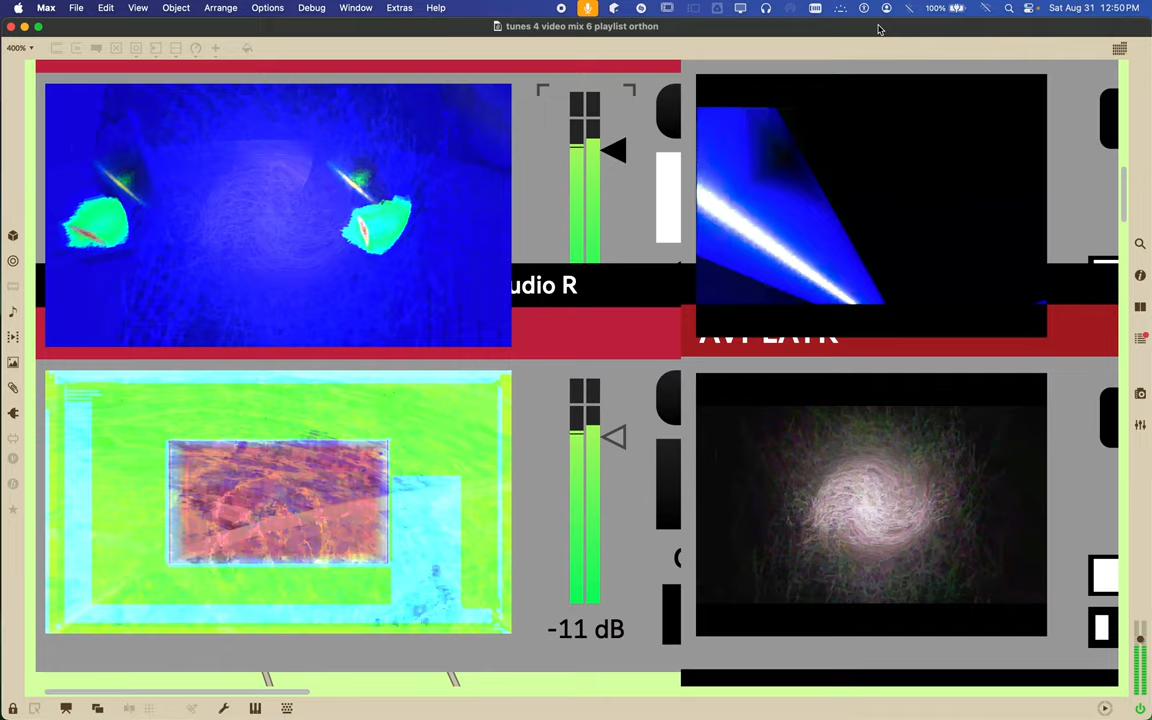 Max File Edit View Object Arrange Options Debug Window Extras Help 100% Sat Aug 31 12:50 PM
tunes 4 video mix 6 playlist orthon
400%
udio R
-11 dB